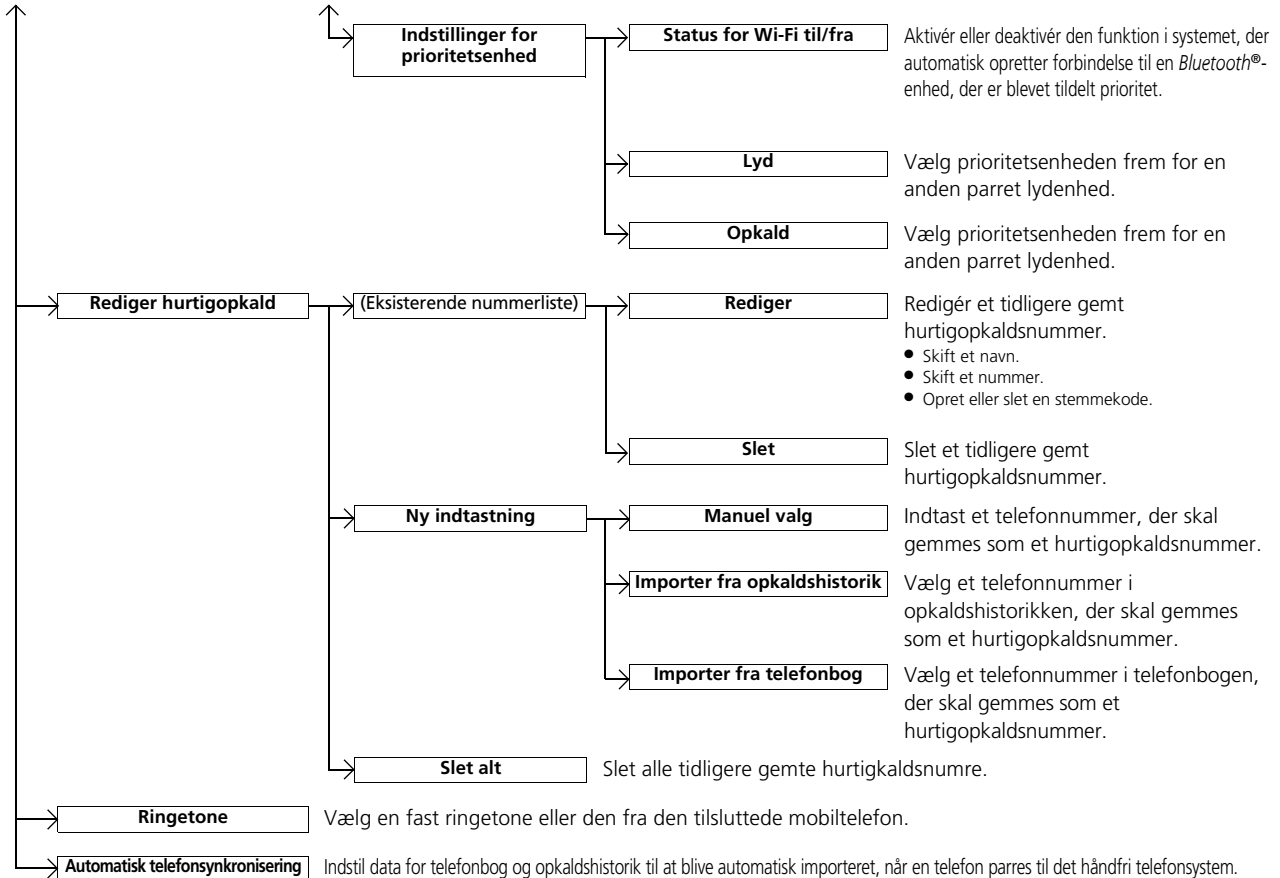 Indstillinger for
prioritetsenhed
Status for Wi-Fi til/fra
Aktivér eller deaktivér den funktion i systemet, der
automatisk opretter forbindelse til en Bluetooth®-
enhed, der er blevet tildelt prioritet.
Lyd
Vælg prioritetsenheden frem for en
anden parret lydenhed.
Opkald
Vælg prioritetsenheden frem for en
anden parret lydenhed.
Rediger hurtigopkald
(Eksisterende nummerliste)
Rediger
Redigér et tidligere gemt
hurtigopkaldsnummer.
● Skift et navn.
● Skift et nummer.
● Opret eller slet en stemmekode.
Slet
Slet et tidligere gemt
hurtigopkaldsnummer.
Ny indtastning
Manuel valg
Indtast et telefonnummer, der skal
gemmes som et hurtigopkaldsnummer.
Importer fra opkaldshistorik
Vælg et telefonnummer i
opkaldshistorikken, der skal gemmes
som et hurtigopkaldsnummer.
Importer fra telefonbog
Vælg et telefonnummer i telefonbogen,
der skal gemmes som et
hurtigopkaldsnummer.
Slet alt
Slet alle tidligere gemte hurtigkaldsnumre.
Ringetone
Vælg en fast ringetone eller den fra den tilsluttede mobiltelefon.
Automatisk telefonsynkronisering
Indstil data for telefonbog og opkaldshistorik til at blive automatisk importeret, når en telefon parres til det håndfri telefonsystem.